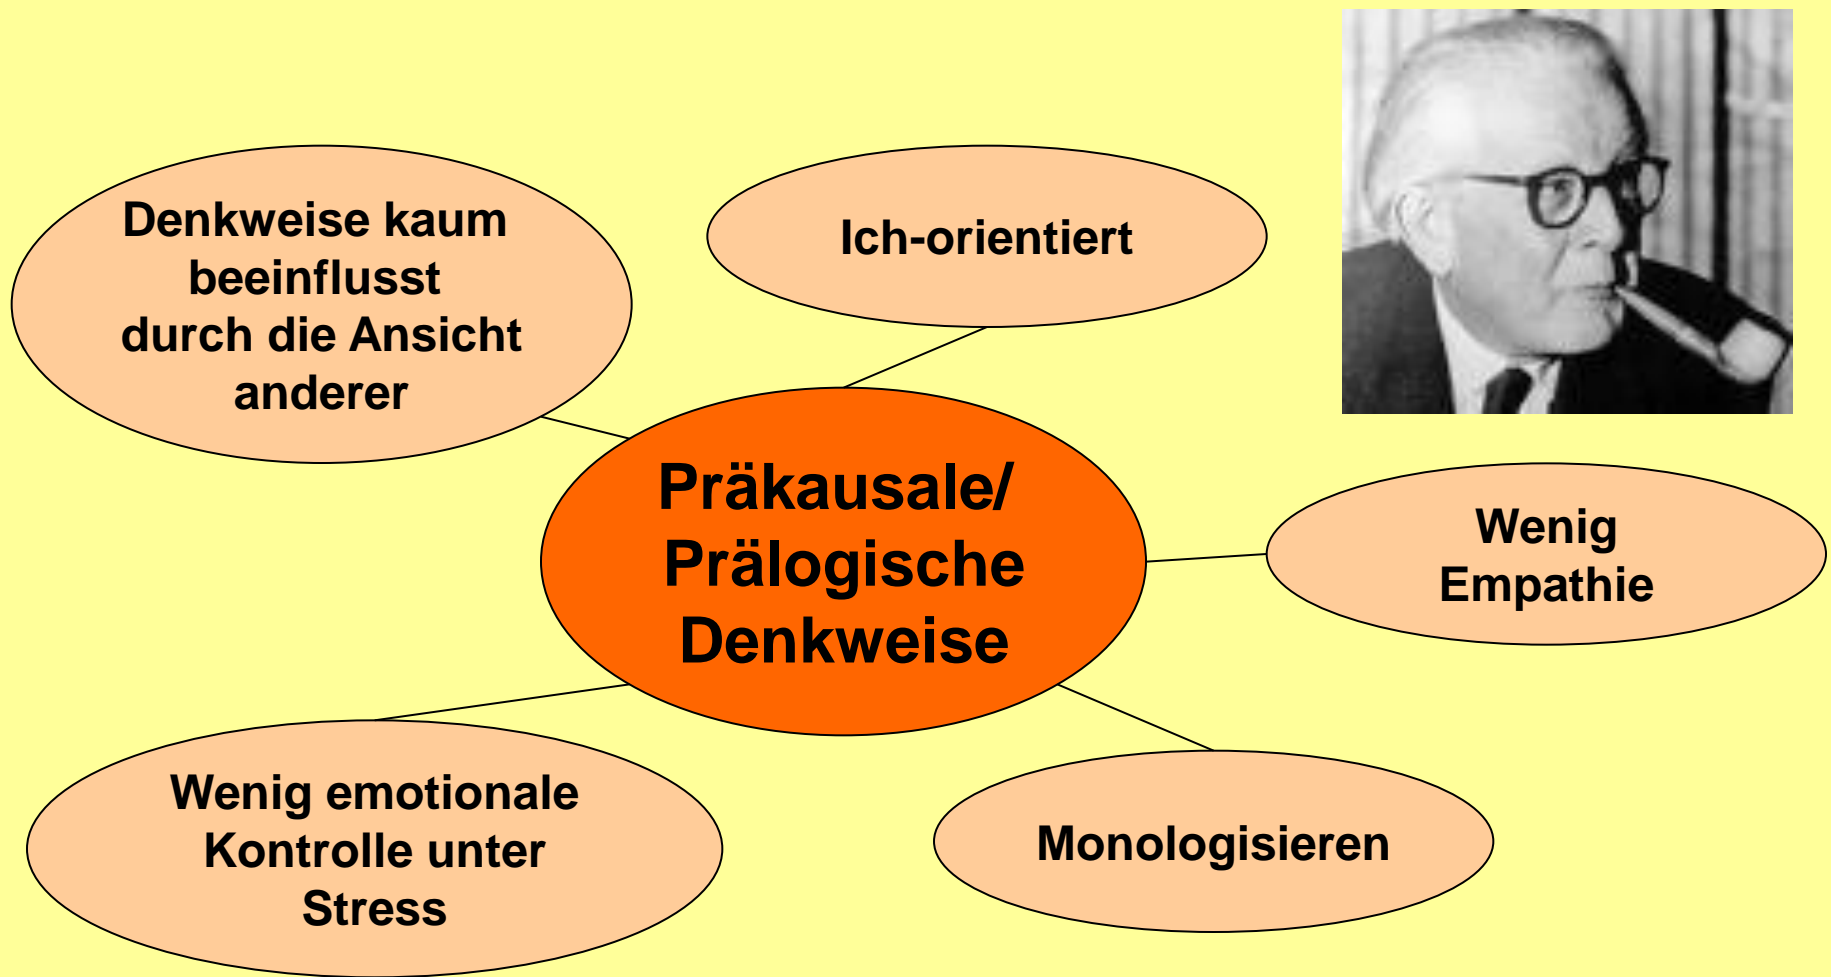 Denkweise kaum
beeinflusst
durch die Ansicht
anderer
Ich-orientiert
Präkausale/
Prälogische
Denkweise
Wenig
Empathie
Wenig emotionale
Kontrolle unter
Stress
Monologisieren